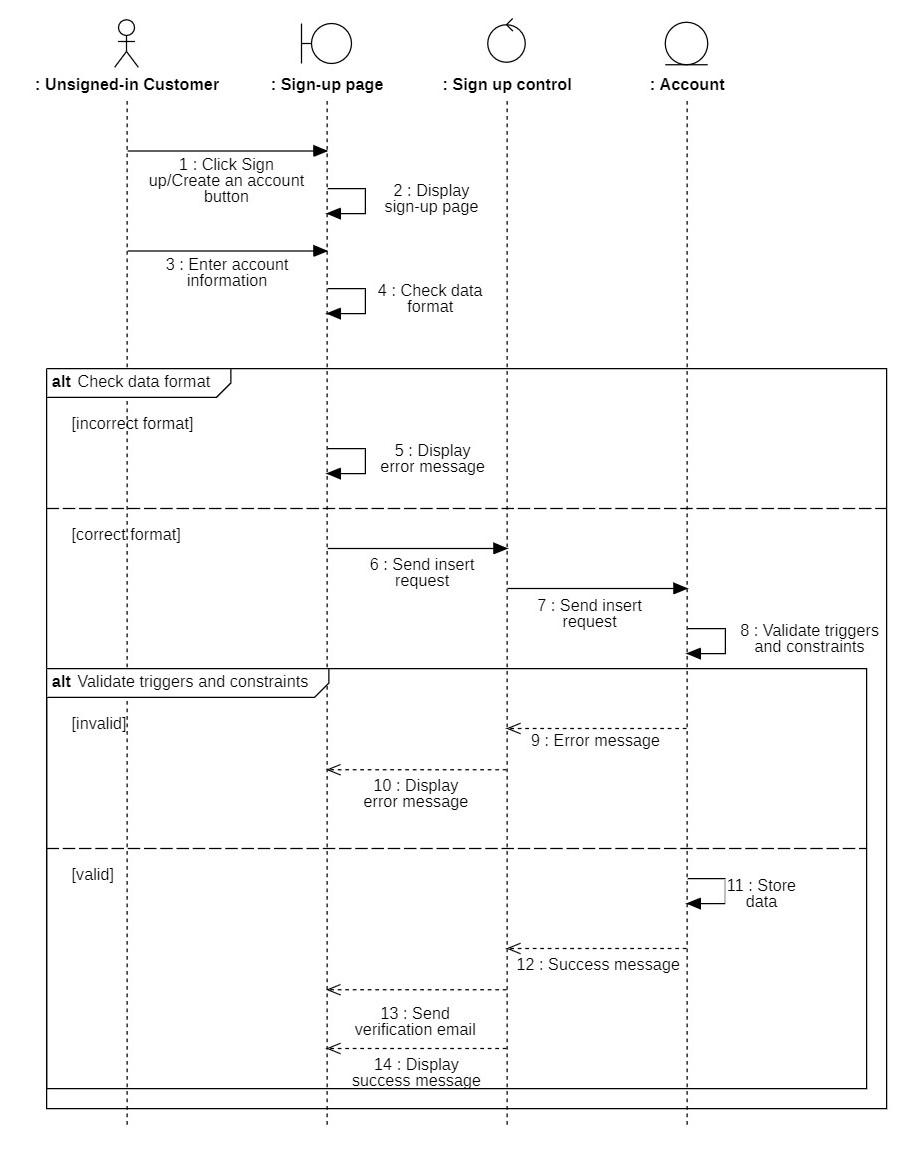 : Unsigned-in Customer
: Sign-up page
: Sign up control
: Account
1 : Click Sign
up/Create an account
button
2 : Display
sign-up page
3 : Enter account
information
4 : Check data
format
alt Check data format
[incorrect format]
5 : Display
error message
[correct format]
6 : Send insert
request
7 : Send insert
request
8 : Validate triggers
and constraints
alt Validate triggers and constraints
[invalid]
9 : Error message
10 : Display
error message
[valid]
11 : Store
data
12 : Success message
13 : Send
verification email
14 : Display
success message